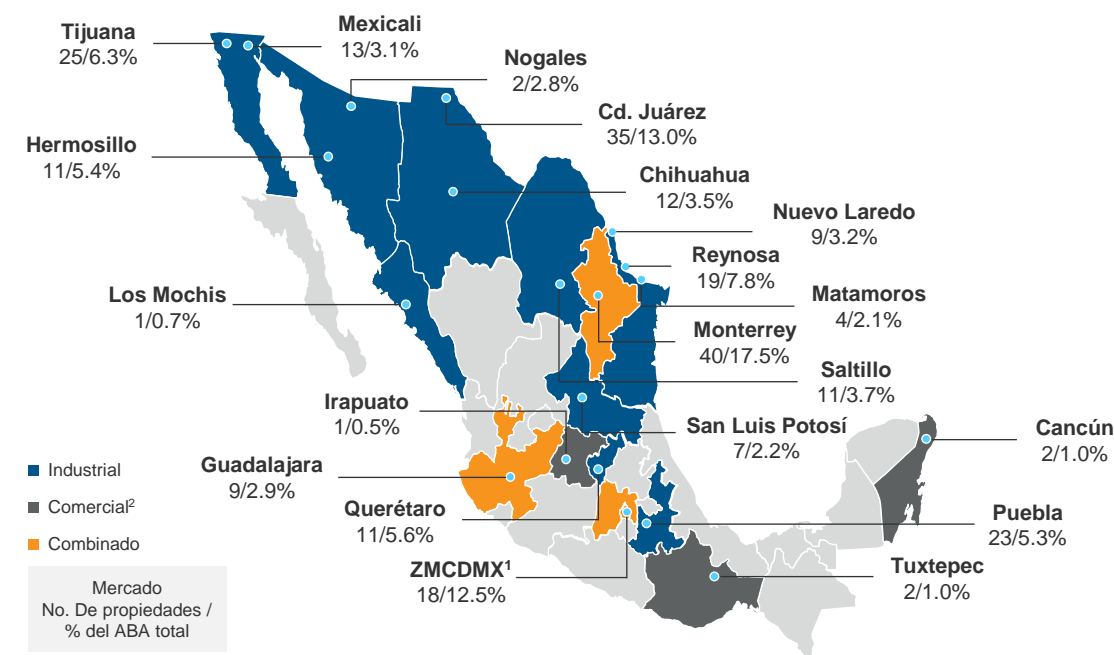 Tijuana
25/6.3%
Mexicali
13/3.1%
Nogales
2/2.8%
Cd. Juárez
35/13.0%
Hermosillo
11/5.4%
Chihuahua
12/3.5%
Nuevo Laredo
9/3.2%
Reynosa
19/7.8%
Los Mochis
1/0.7%
Matamoros
4/2.1%
Monterrey
40/17.5%
Saltillo
11/3.7%
Irapuato
1/0.5%
San Luis Potosí
7/2.2%
Cancún
2/1.0%
Guadalajara
9/2.9%
Querétaro
11/5.6%
Puebla
23/5.3%
ZMCDMX¹
18/12.5%
Tuxtepec
2/1.0%
Industrial
Comercial²
Combinado
Mercado
No. De propiedades /
% del ABA total